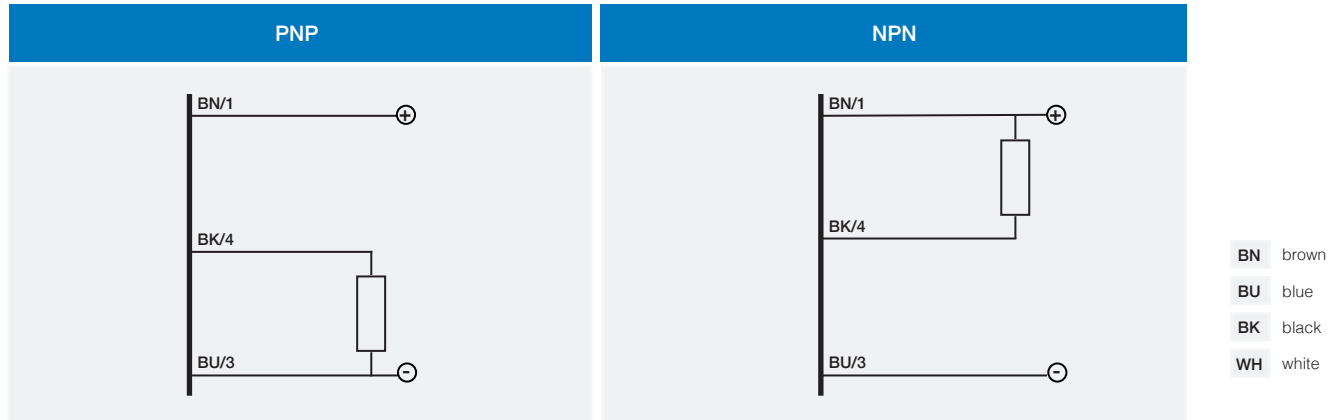 PNP
NPN
BN/1
+
BK/4
BU/3
-
BN/1
+
BK/4
BU/3
-
BN brown
BU blue
BK black
WH white